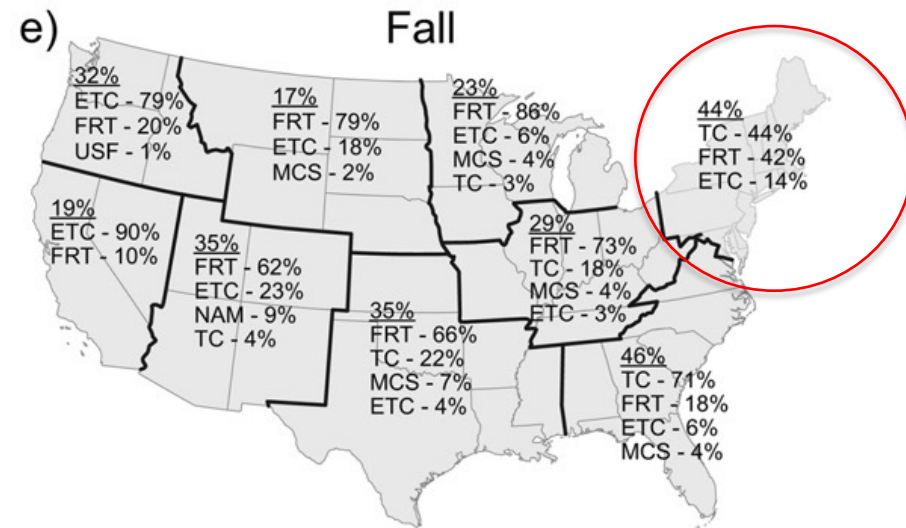 e)
Fall
32%
ETC - 79%
FRT - 20%
USF - 1%
17%
FRT - 79%
ETC - 18%
MCS - 2%
23%
FRT - 86%
ETC - 6%
MCS - 4%
TC - 3%
44%
TC - 44%
FRT - 42%
ETC - 14%
19%
ETC - 90%
FRT - 10%
35%
FRT - 62%
ETC - 23%
NAM - 9%
TC - 4%
35%
FRT - 66%
TC - 22%
MCS - 7%
ETC - 4%
29%
FRT - 73%
TC - 18%
MCS - 4%
ETC - 3%
46%
TC - 71%
FRT - 18%
ETC - 6%
MCS - 4%